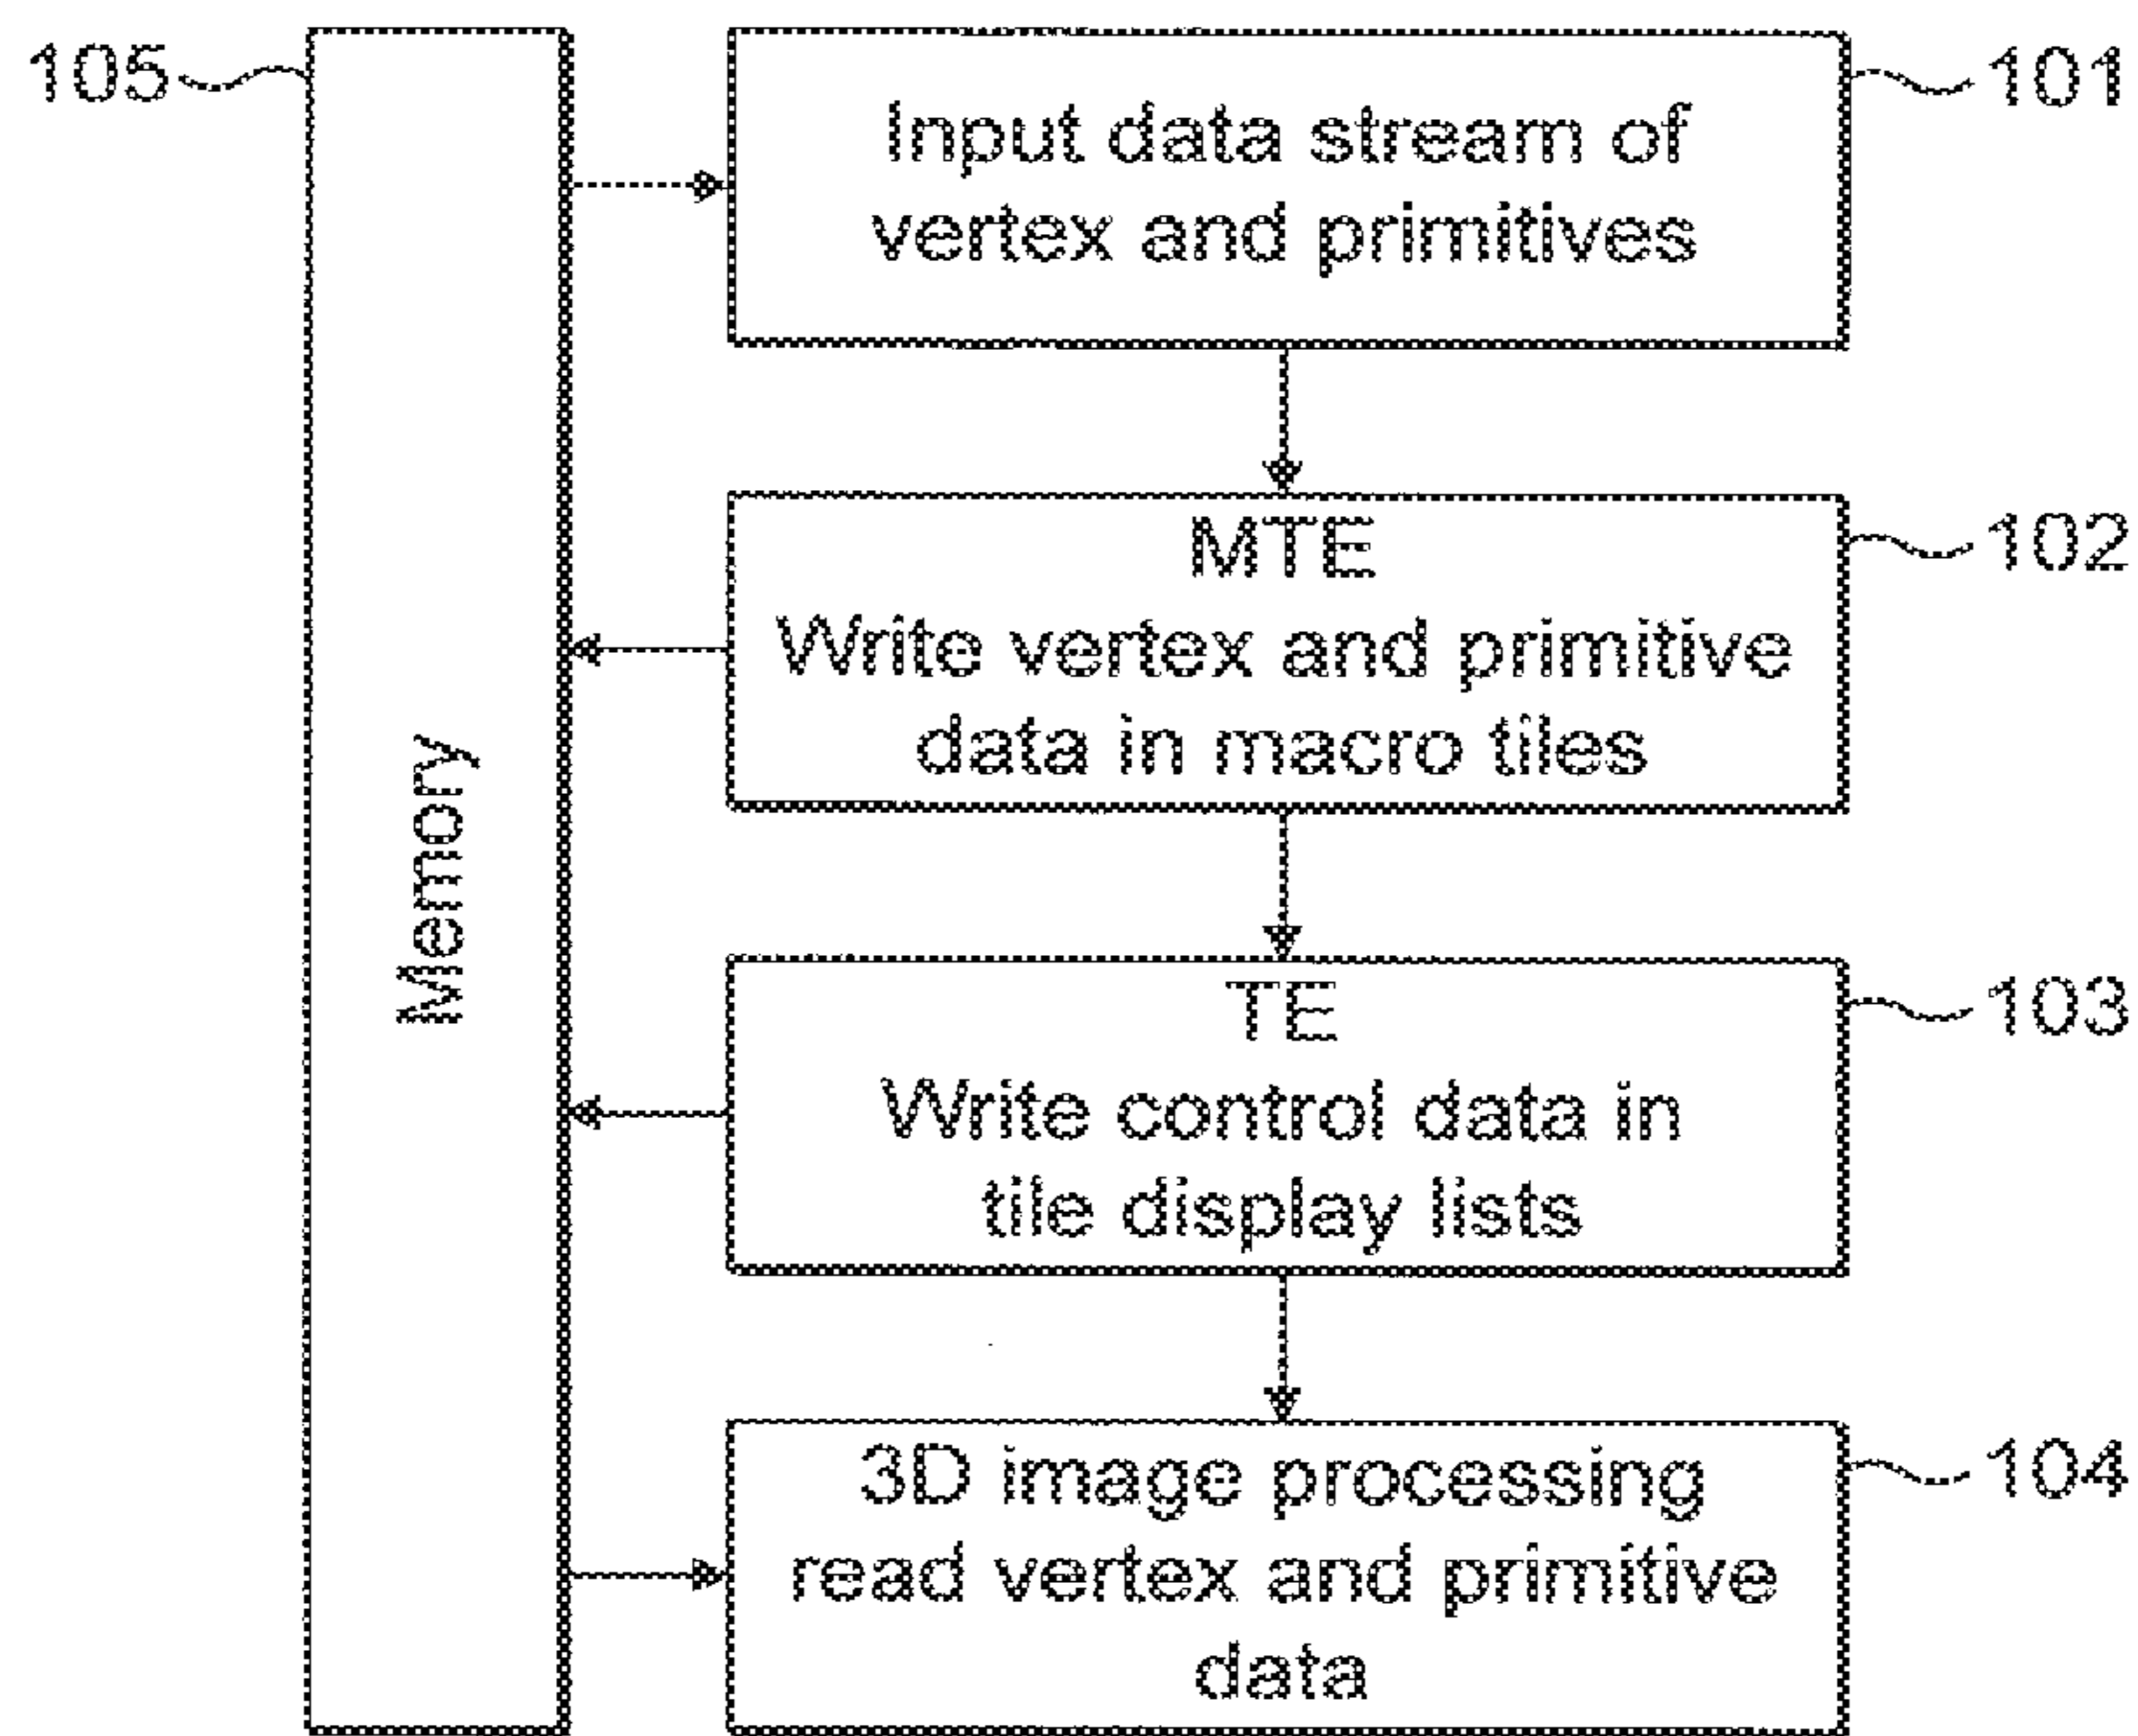 105
101
Input data stream of
vertex and primitives
MTE
102
Write vertex and primitive
data in macro tiles
Memory
TE
103
Write control data in
tile display lists
3D image processing
104
read vertex and primitive
data